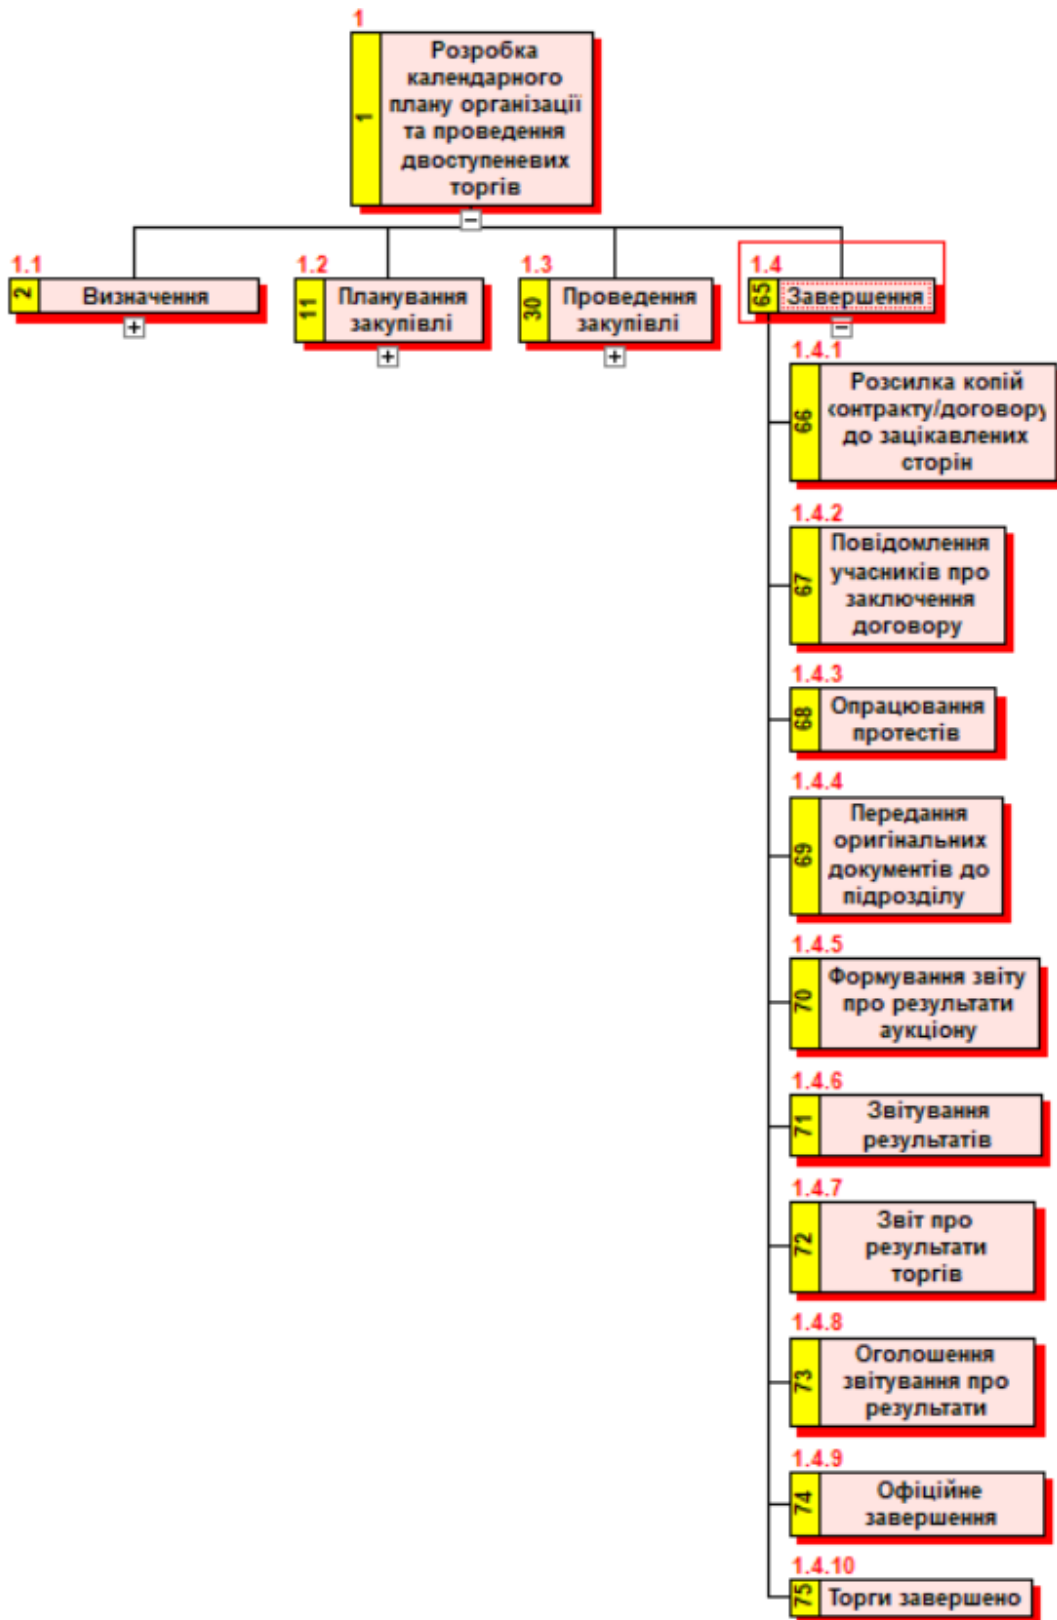 1
1
Розробка
календарного
плану організації
та проведення
двоступеневих
торгів
1.1
2
Визначення
1.2
11
Планування
закупівлі
1.3
30
Проведення
закупівлі
1.4
65
Завершення
1.4.1
66
Розсилка копій
контракту/договору
до зацікавлених
сторін
1.4.2
67
Повідомлення
учасників про
заключення
договору
1.4.3
68
Опрацювання
протестів
1.4.4
69
Передання
оригінальних
документів до
підрозділу
1.4.5
70
Формування звіту
про результати
аукціону
1.4.6
71
Звітування
результатів
1.4.7
72
Звіт про
результати
торгів
1.4.8
73
Оголошення
звітування про
результати
1.4.9
74
Офіційне
завершення
1.4.10
75
Торги завершено